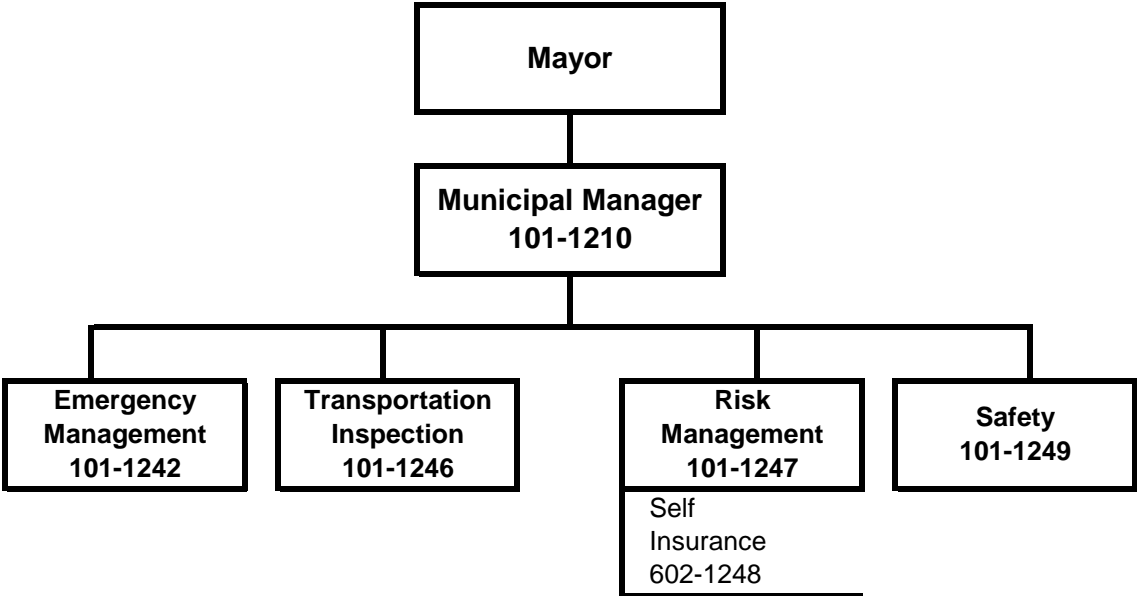 Mayor
Municipal Manager
101-1210
Emergency
Management
101-1242
Transportation
Inspection
101-1246
Risk
Management
101-1247
Safety
101-1249
Self
Insurance
602-1248